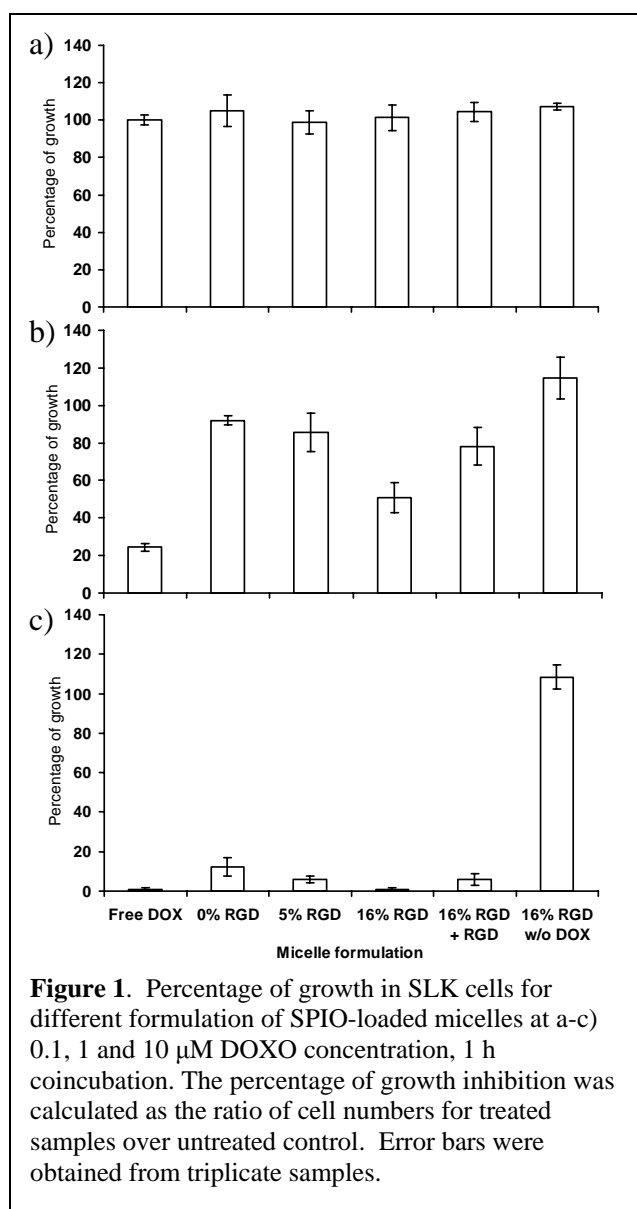 a)
140
120
100
80
60
40
20
0
Percentage of growth
b)
140
120
100
80
60
40
20
0
Percentage of growth
c)
140
120
100
80
60
40
20
0
Percentage of growth
Free DOX 0% RGD 5% RGD 16% RGD 16% RGD 16% RGD
+ RGD w/o DOX
Micelle formulation
Figure 1. Percentage of growth in SLK cells for
different formulation of SPIO-loaded micelles at a-c)
0.1, 1 and 10 μM DOXO concentration, 1 h
coincubation. The percentage of growth inhibition was
calculated as the ratio of cell numbers for treated
samples over untreated control. Error bars were
obtained from triplicate samples.